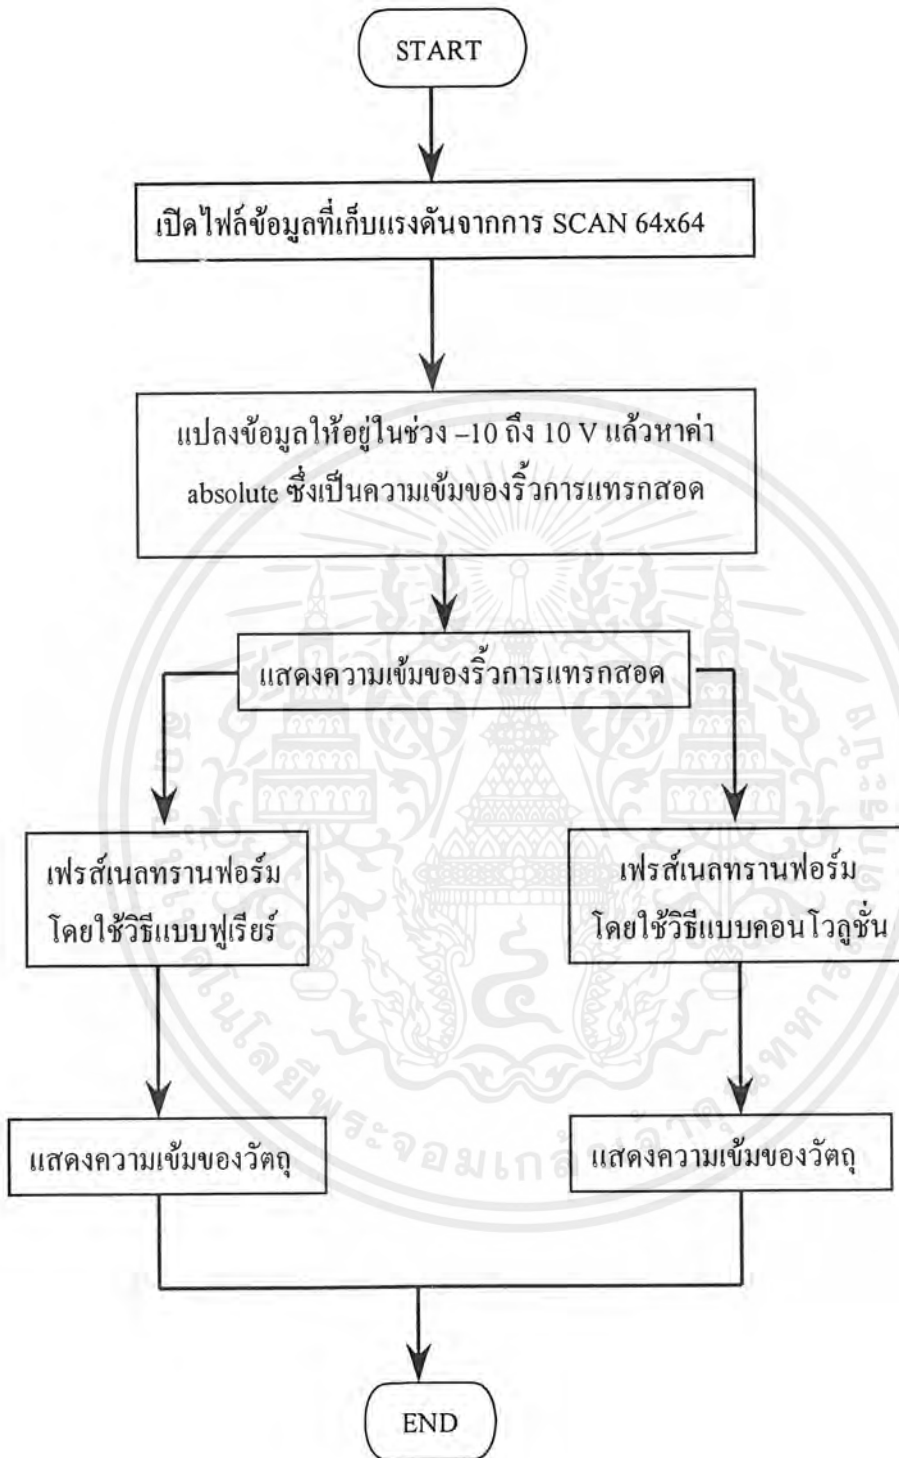 START
เปิดไฟล์ข้อมูลที่เก็บแรงดันจากการ SCAN 64x64
แปลงข้อมูลให้อยู่ในช่วง –10 ถึง 10 V แล้วหาค่า
absolute ซึ่งเป็นความเข้มของริ้วการแทรกสอด
แสดงความเข้มของริ้วการแทรกสอด
เฟรส์เนลทรานฟอร์ม
โดยใช้วิธีแบบฟูเรียร์
เฟรส์เนลทรานฟอร์ม
โดยใช้วิธีแบบคอนโวลูชั่น
แสดงความเข้มของวัตถุ
แสดงความเข้มของวัตถุ
END